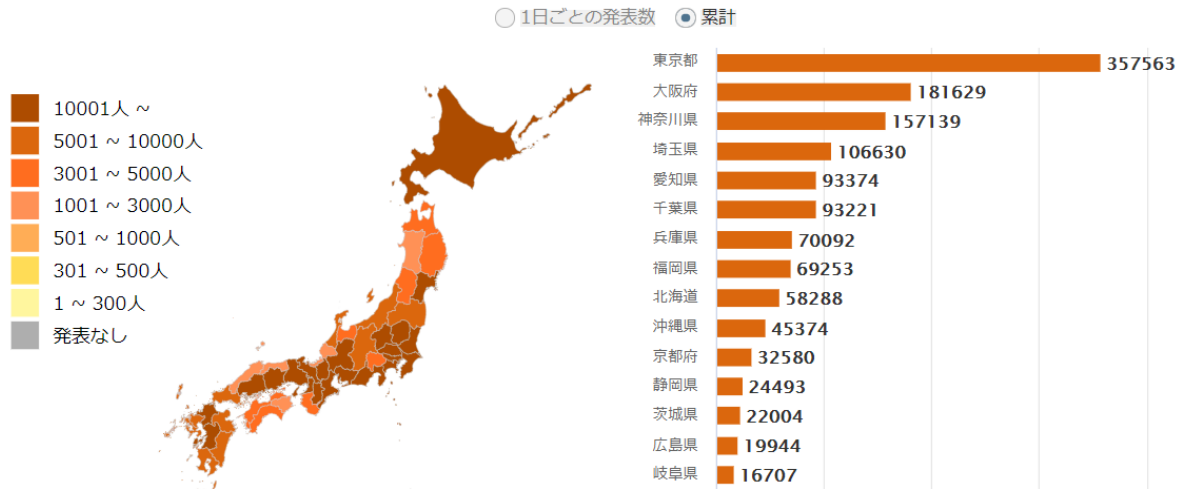 1日ごとの発表数 累計
10001人 ~
5001 ~ 10000人
3001 ~ 5000人
1001 ~ 3000人
501 ~ 1000人
301 ~ 500人
1 ~ 300人
発表なし
東京都 357563
大阪府 181629
神奈川県 157139
埼玉県 106630
愛知県 93374
千葉県 93221
兵庫県 70092
福岡県 69253
北海道 58288
沖縄県 45374
京都府 32580
静岡県 24493
茨城県 22004
広島県 19944
岐阜県 16707